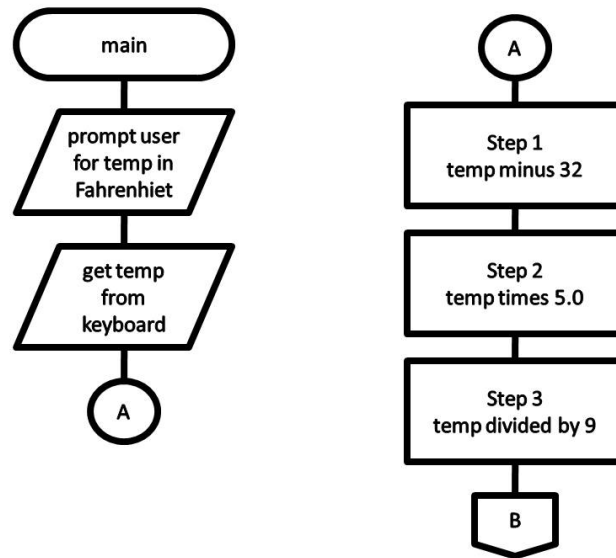 main
prompt user
for temp in
Fahrenhiet
get temp
from
keyboard
A
A
Step 1
temp minus 32
Step 2
temp times 5.0
Step 3
temp divided by 9
B